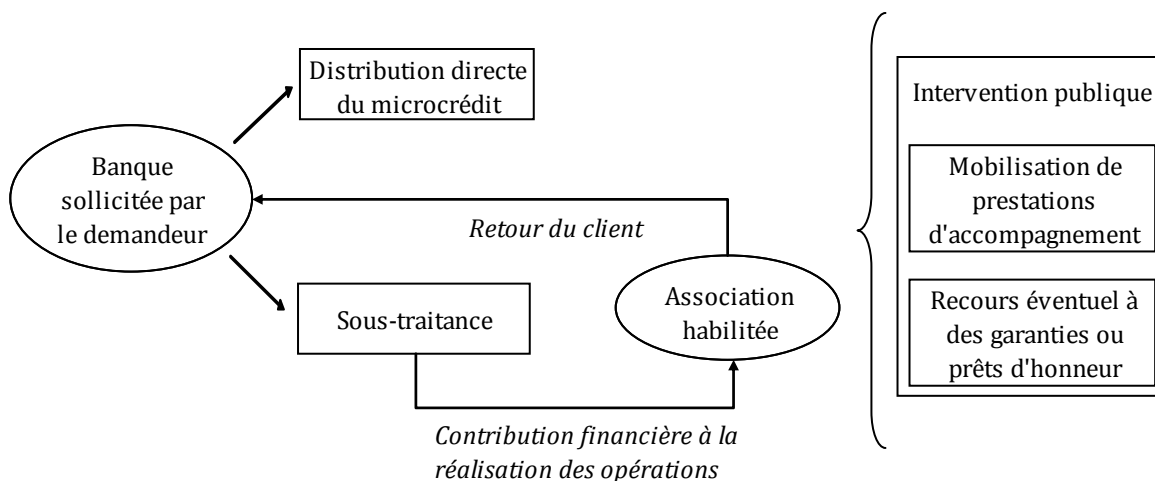 Distribution directe
du microcrédit
Banque
sollicitée par
le demandeur
Retour du client
Sous-traitance
Association
habilitée
Contribution financière à la
réalisation des opérations
Intervention publique
Mobilisation de
prestations
d'accompagnement
Recours éventuel à
des garanties ou
prêts d'honneur